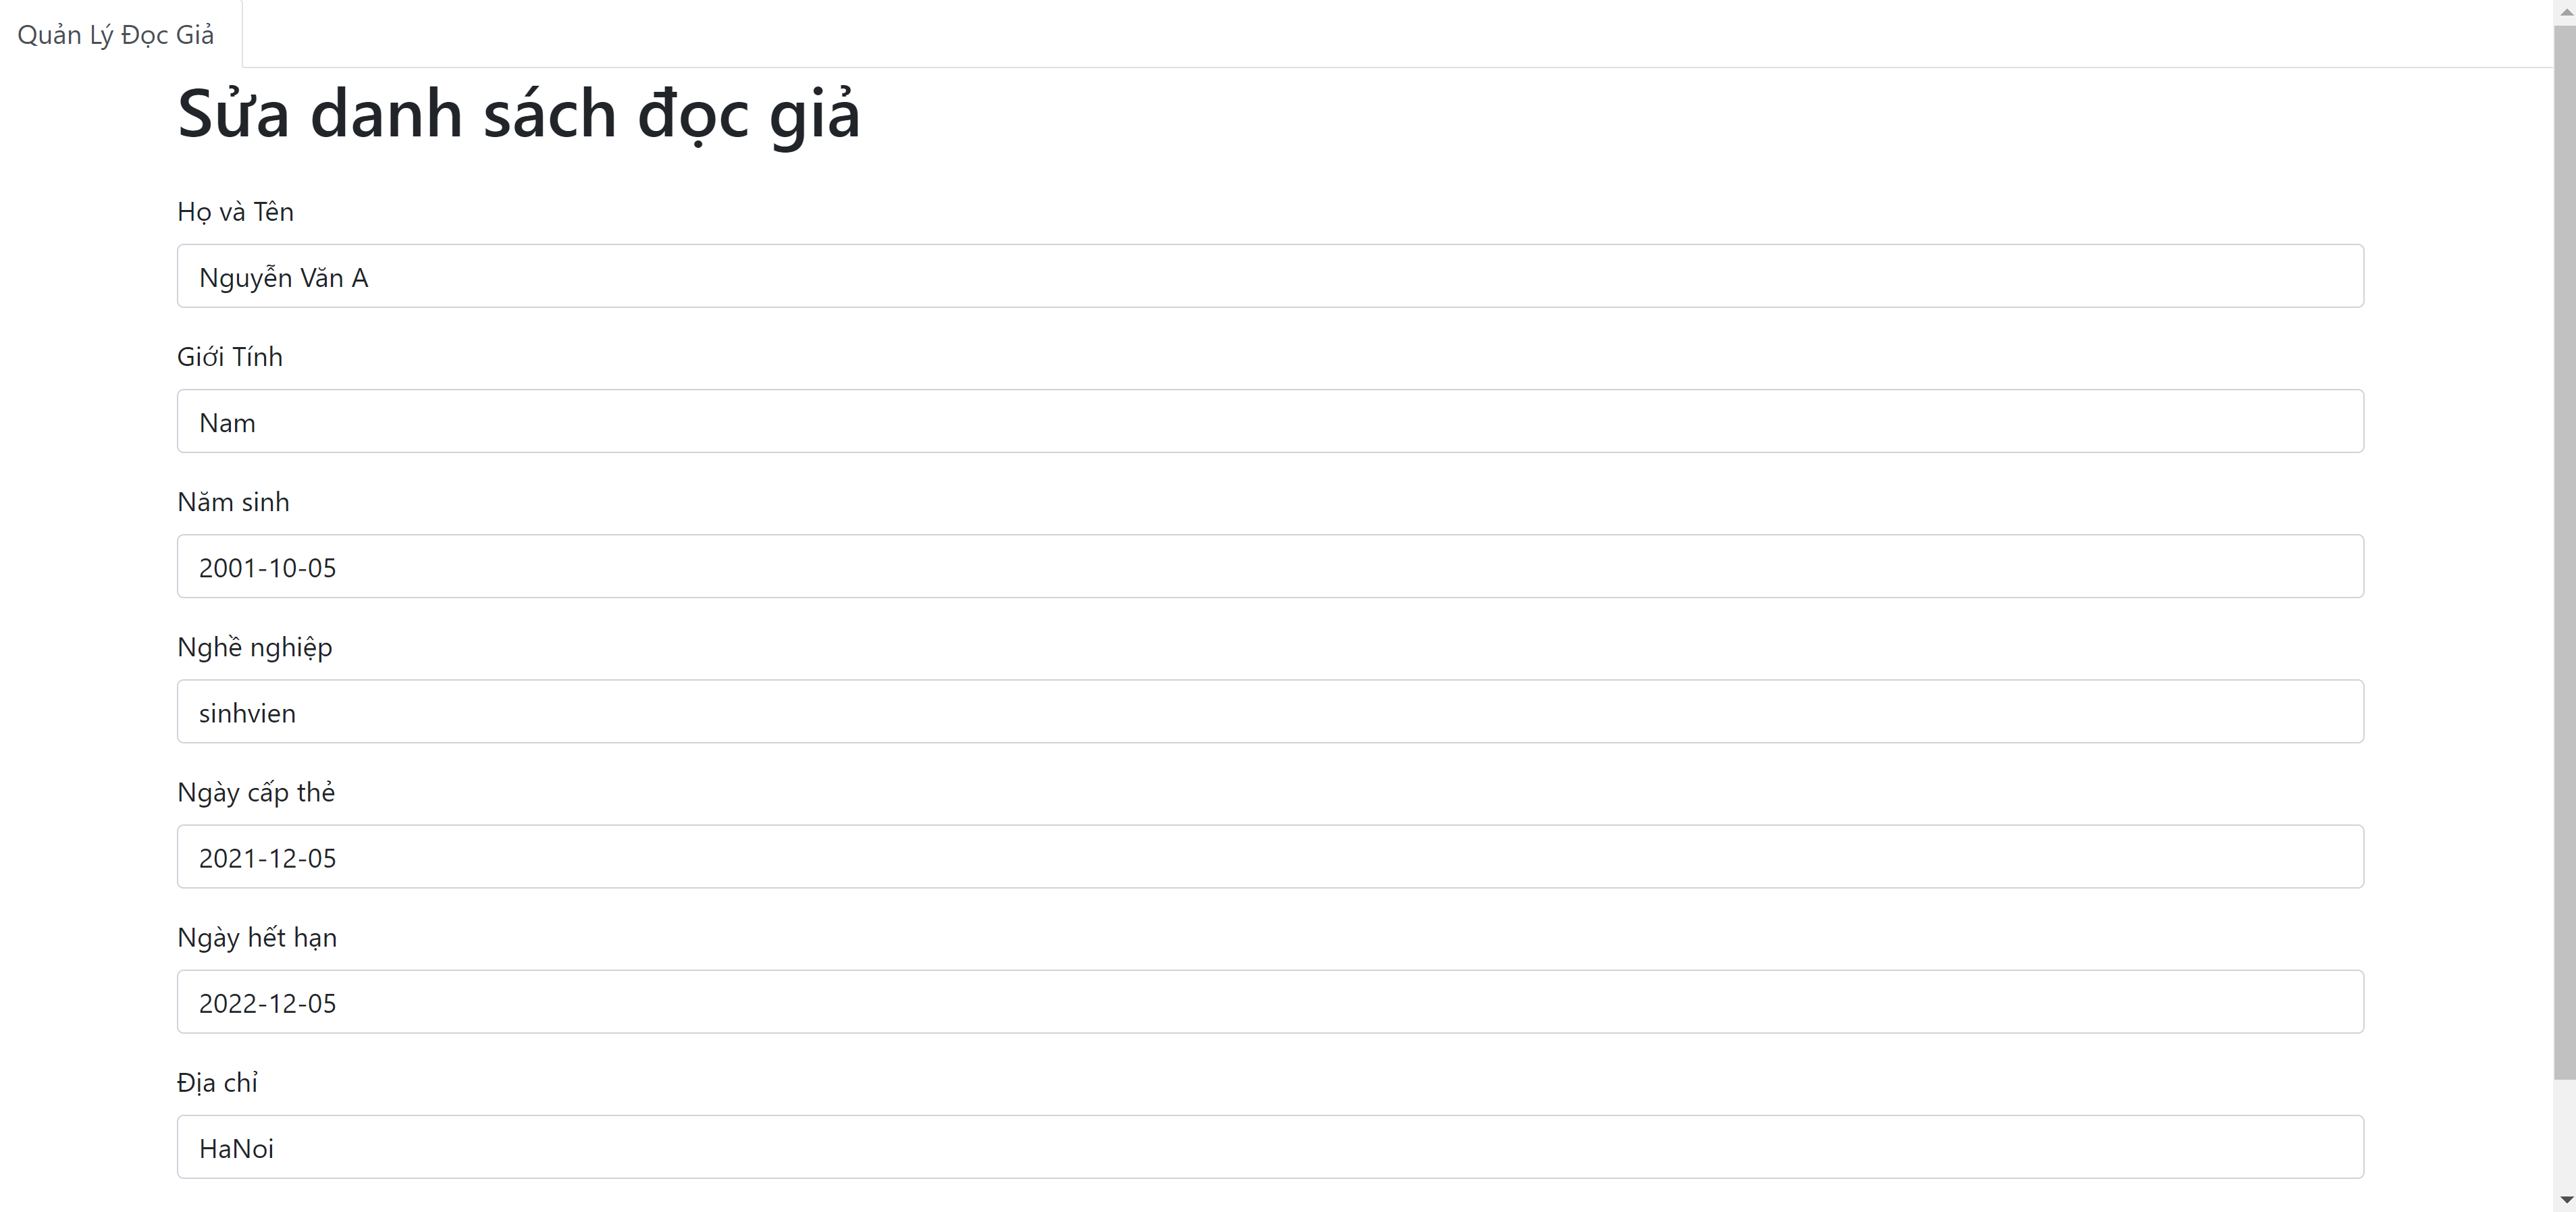 Quản Lý Đọc Giả
Sửa danh sách đọc giả
Họ và Tên
Nguyễn Văn A
Giới Tính
Nam
Năm sinh
2001-10-05
Nghề nghiệp
sinhvien
Ngày cấp thẻ
2021-12-05
Ngày hết hạn
2022-12-05
Địa chỉ
HaNoi